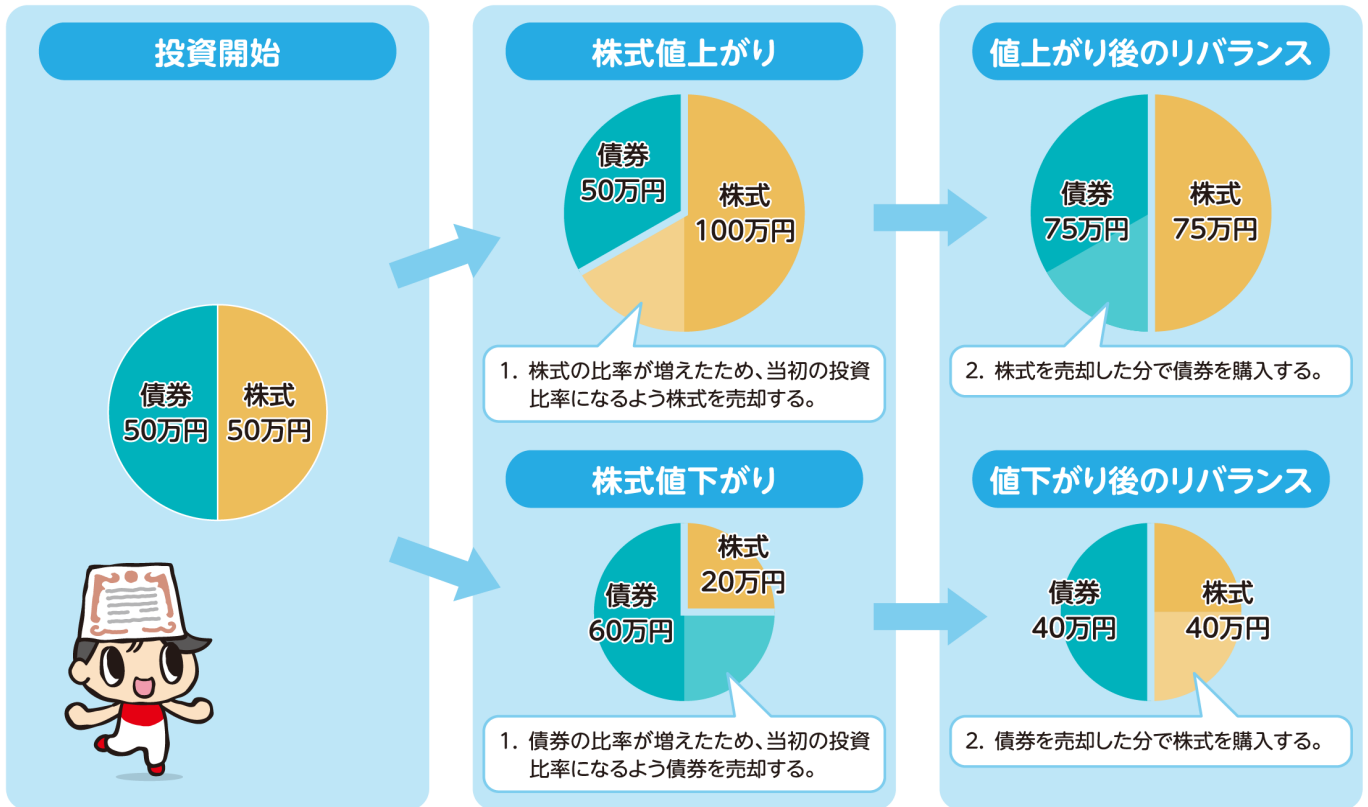 投資開始
債券
50万円
株式
50万円
株式値上がり
債券
50万円
株式
100万円
1. 株式の比率が増えたため、当初の投資
比率になるよう株式を売却する。
値上がり後のリバランス
債券
75万円
株式
75万円
2. 株式を売却した分で債券を購入する。
株式値下がり
株式
20万円
債券
60万円
1. 債券の比率が増えたため、当初の投資
比率になるよう債券を売却する。
値下がり後のリバランス
債券
40万円
株式
40万円
2. 債券を売却した分で株式を購入する。